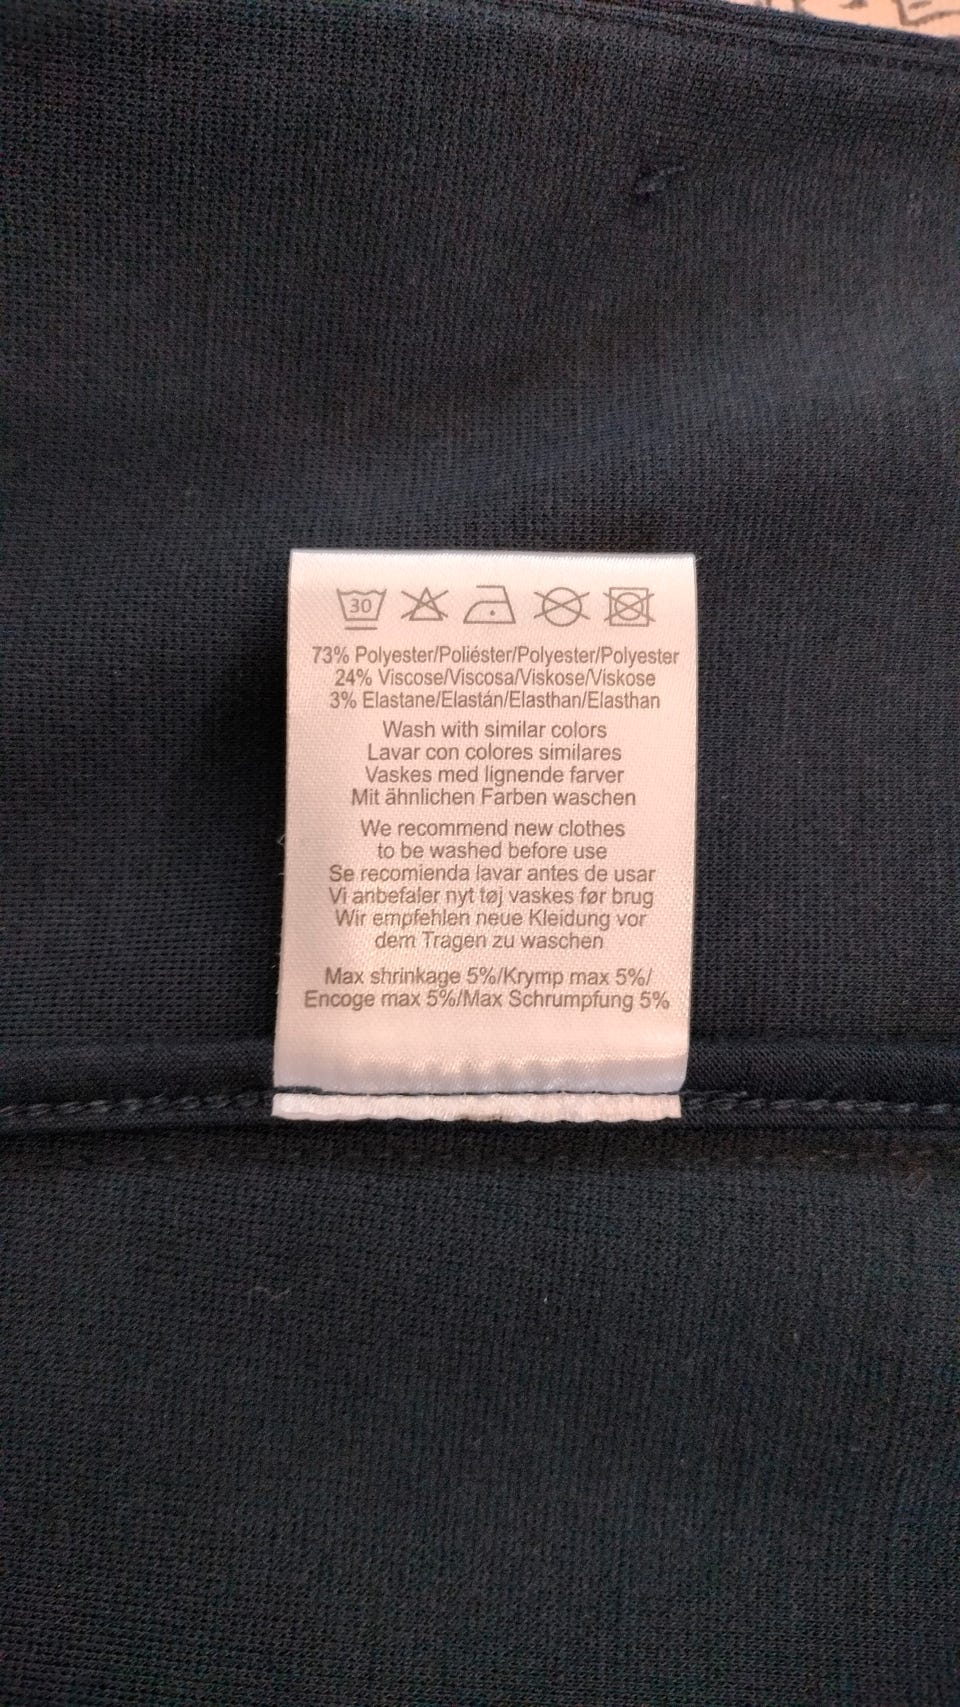 30
73% Polyester/Poliéster/Polyester/Polyester
24% Viscose/Viscosa/Viskose/Viskose
3% Elastane/Elastán/Elasthan/Elasthan
Wash with similar colors
Lavar con colores similares
Vaskes med lignende farver
Mit ähnlichen Farben waschen
We recommend new clothes
to be washed before use
Se recomienda lavar antes de usar
Vi anbefaler nyt tøj vaskes før brug
Wir empfehlen neue Kleidung vor
dem Tragen zu waschen
Max shrinkage 5%/Krymp max 5%/
Encoge max 5%/Max Schrumpfung 5%